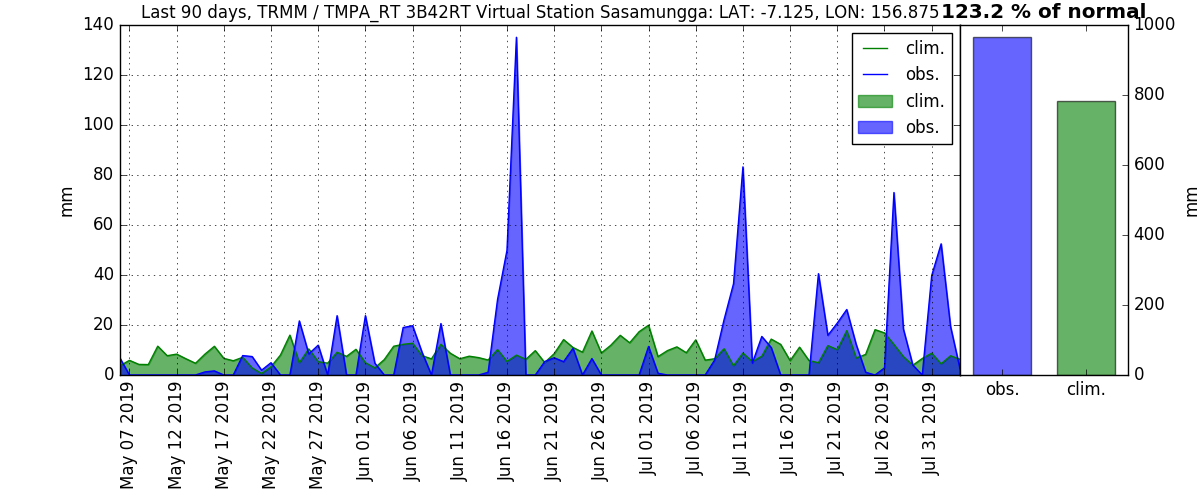 Last 90 days, TRMM / TMPA_RT 3B42RT Virtual Station Sasamungga: LAT: -7.125, LON: 156.875
123.2 % of normal
140
120
100
80
60
40
20
0
mm
clim.
obs.
clim.
obs.
1000
800
600
400
200
0
mm
May 07 2019
May 12 2019
May 17 2019
May 22 2019
May 27 2019
Jun 01 2019
Jun 06 2019
Jun 11 2019
Jun 16 2019
Jun 21 2019
Jun 26 2019
Jul 01 2019
Jul 06 2019
Jul 11 2019
Jul 16 2019
Jul 21 2019
Jul 26 2019
Jul 31 2019
obs.
clim.